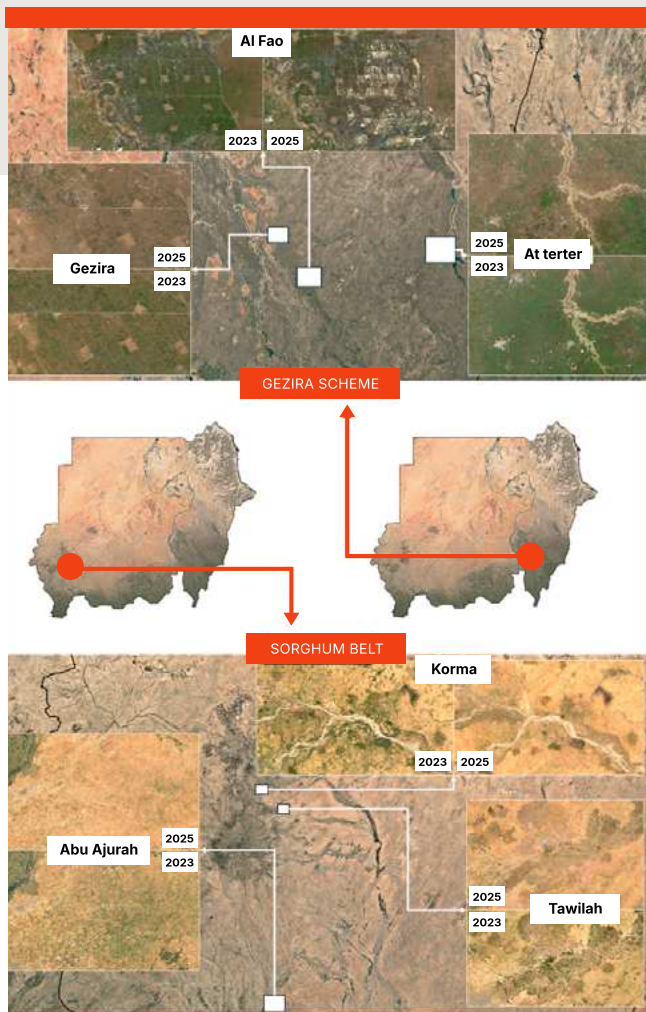 Al Fao
2023
2025
Gezira
2025
2023
2025
2023
At terter
GEZIRA SCHEME
SORGHUM BELT
Korma
2023
2025
Abu Ajurah
2025
2023
2025
2023
Tawilah